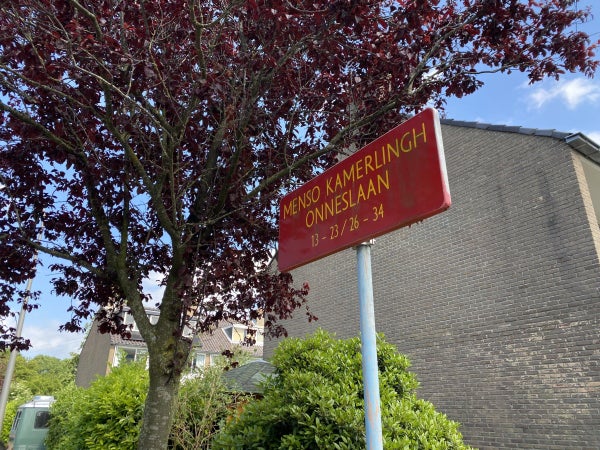 MENSO KAMERLINGH
ONNESLAAN
13 - 23 / 26 - 34